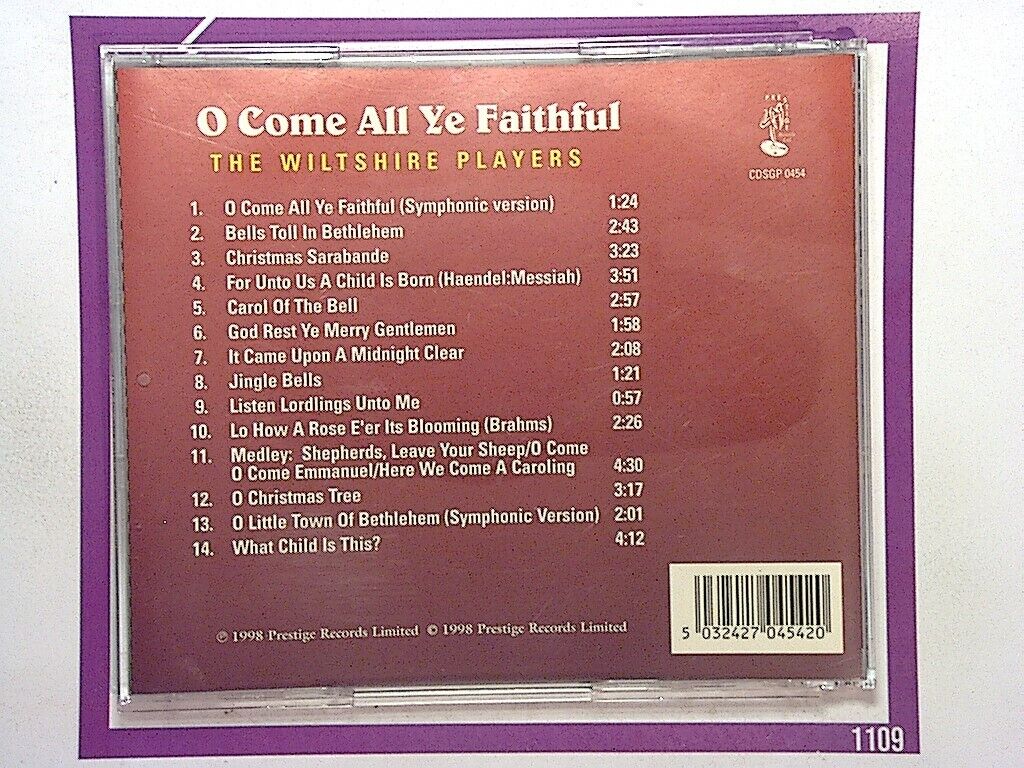 O Come All Ye Faithful
THE WILTSHIRE PLAYERS
CDSGP 0454
1. O Come All Ye Faithful (Symphonic version) 1:24
2. Bells Toll In Bethlehem 2:43
3. Christmas Sarabande 3:23
4. For Unto Us A Child Is Born (Haendel:Messiah) 3:51
5. Carol Of The Bell 2:57
6. God Rest Ye Merry Gentlemen 1:58
7. It Came Upon A Midnight Clear 2:08
8. Jingle Bells 1:21
9. Listen Lordlings Unto Me 0:57
10. Lo How A Rose E'er Its Blooming (Brahms) 2:26
11. Medley: Shepherds, Leave Your Sheep/O Come
O Come Emmanuel/Here We Come A Caroling 4:30
12. O Christmas Tree 3:17
13. O Little Town Of Bethlehem (Symphonic Version) 2:01
14. What Child Is This? 4:12
℗ 1998 Prestige Records Limited © 1998 Prestige Records Limited
5 032427 045420
1109